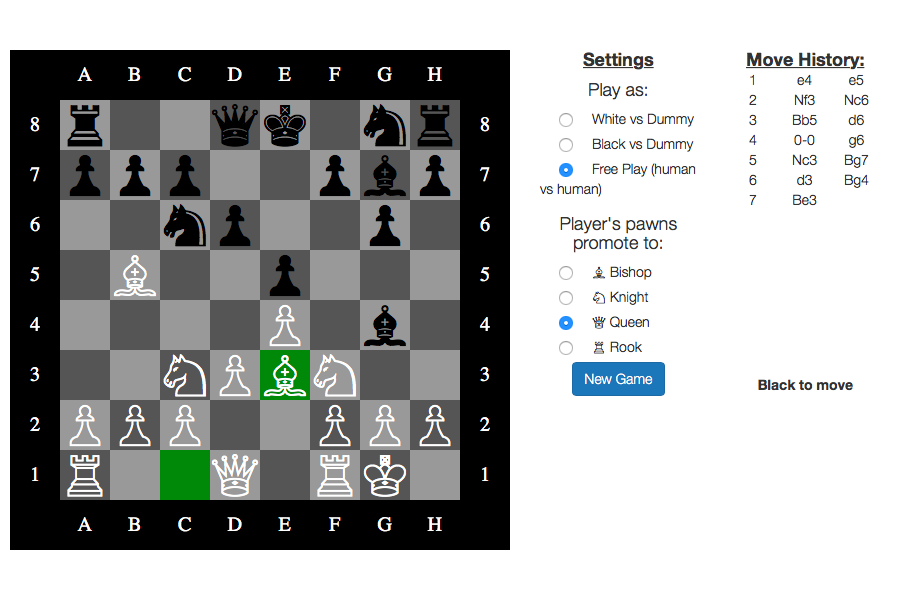 A B C D E F G H
8 8
7 7
6 6
5 5
4 4
3 3
2 2
1 1
A B C D E F G H
Settings
Play as:
White vs Dummy
Black vs Dummy
Free Play (human
vs human)
Player's pawns
promote to:
♝ Bishop
♘ Knight
♕ Queen
♖ Rook
New Game
Move History:
1 e4 e5
2 Nf3 Nc6
3 Bb5 d6
4 0-0 g6
5 Nc3 Bg7
6 d3 Bg4
7 Be3
Black to move